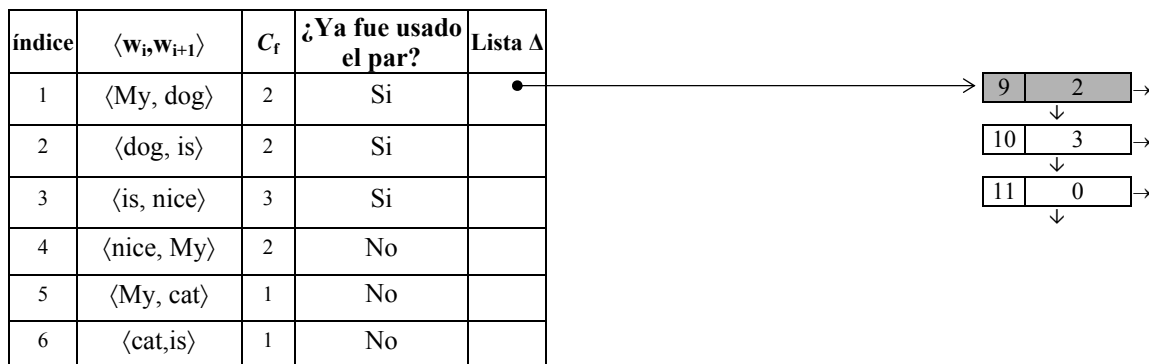 índice ⟨wᵢ,wᵢ₊₁⟩ C_f ¿Ya fue usado el par? Lista Δ
1 ⟨My, dog⟩ 2 Si
9 2
2 ⟨dog, is⟩ 2 Si
10 3
3 ⟨is, nice⟩ 3 Si
11 0
4 ⟨nice, My⟩ 2 No
5 ⟨My, cat⟩ 1 No
6 ⟨cat,is⟩ 1 No